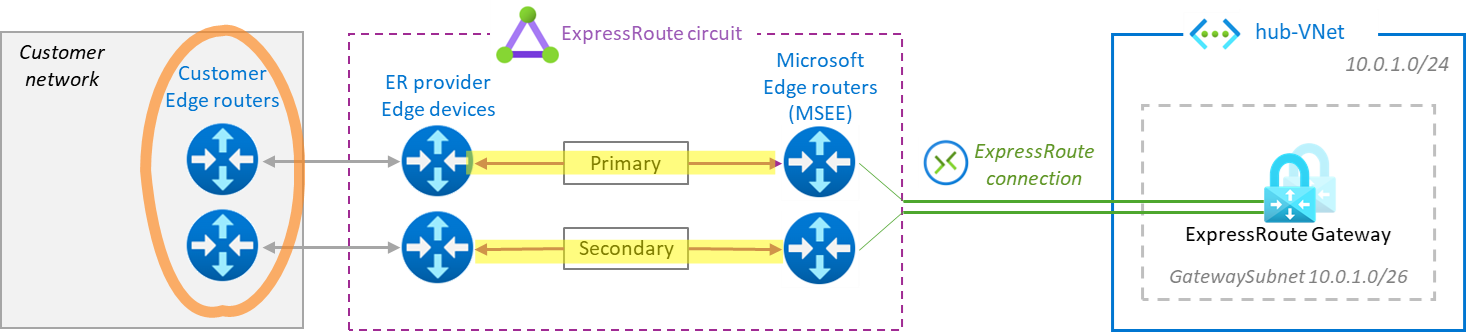 Customer
network
Customer
Edge routers
ExpressRoute circuit
ER provider
Edge devices
Microsoft
Edge routers
(MSEE)
Primary
Secondary
ExpressRoute
connection
hub-VNet
10.0.1.0/24
ExpressRoute Gateway
GatewaySubnet 10.0.1.0/26